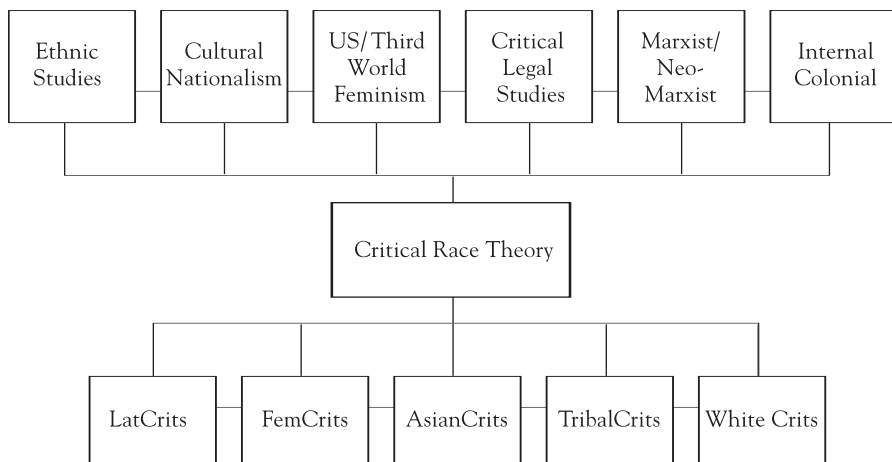 Ethnic
Studies
Cultural
Nationalism
US/Third
World
Feminism
Critical
Legal
Studies
Marxist/
Neo-
Marxist
Internal
Colonial
Critical Race Theory
LatCrits
FemCrits
AsianCrits
TribalCrits
White Crits